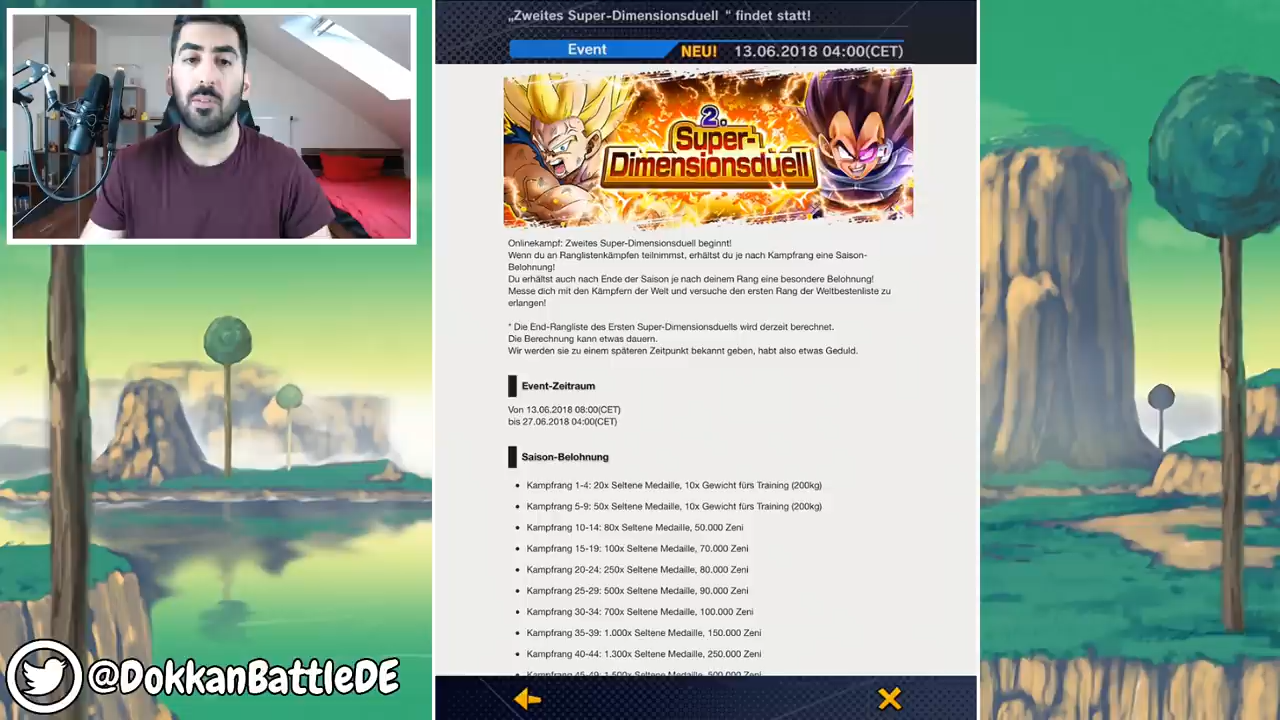 „Zweites Super-Dimensionsduell “ findet statt!
Event
NEU!
13.06.2018 04:00(CET)
2.
Super-
Dimensionsduell
Onlinekampf: Zweites Super-Dimensionsduell beginnt!
Wenn du an Ranglistenkämpfen teilnimmst, erhältst du je nach Kampfrang eine Saison-
Belohnung!
Du erhältst auch nach Ende der Saison je nach deinem Rang eine besondere Belohnung!
Messe dich mit den Kämpfern der Welt und versuche den ersten Rang der Weltbestenliste zu
erlangen!
* Die End-Rangliste des Ersten Super-Dimensionsduells wird derzeit berechnet.
Die Berechnung kann etwas dauern.
Wir werden sie zu einem späteren Zeitpunkt bekannt geben, habt also etwas Geduld.
Event-Zeitraum
Von 13.06.2018 08:00(CET)
bis 27.06.2018 04:00(CET)
Saison-Belohnung
• Kampfrang 1-4: 20x Seltene Medaille, 10x Gewicht fürs Training (200kg)
• Kampfrang 5-9: 50x Seltene Medaille, 10x Gewicht fürs Training (200kg)
• Kampfrang 10-14: 80x Seltene Medaille, 50.000 Zeni
• Kampfrang 15-19: 100x Seltene Medaille, 70.000 Zeni
• Kampfrang 20-24: 250x Seltene Medaille, 80.000 Zeni
• Kampfrang 25-29: 500x Seltene Medaille, 90.000 Zeni
• Kampfrang 30-34: 700x Seltene Medaille, 100.000 Zeni
• Kampfrang 35-39: 1.000x Seltene Medaille, 150.000 Zeni
• Kampfrang 40-44: 1.300x Seltene Medaille, 250.000 Zeni
Kampfrang 45-49: 1.500x Seltene Medaille, 500.000 Zeni
@DokkanBattleDE